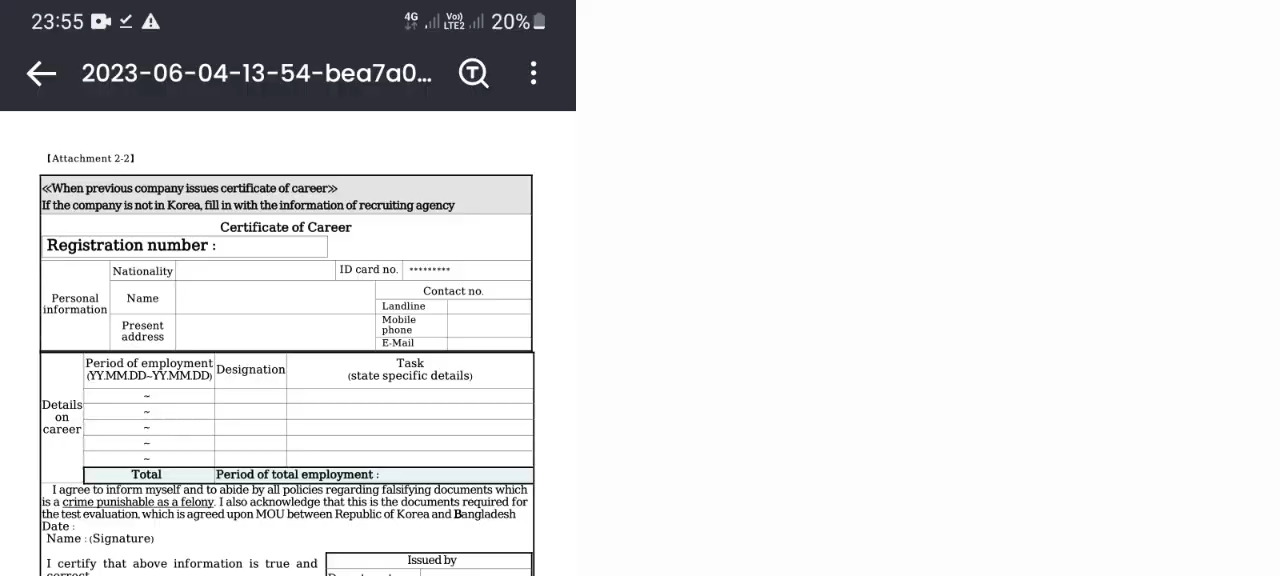 23:55 4G Vo)) LTE2 20%
2023-06-04-13-54-bea7a0...
【Attachment 2-2】
≪When previous company issues certificate of career≫
If the company is not in Korea, fill in with the information of recruiting agency
Certificate of Career
Registration number :
Personal information
Nationality
ID card no. *********
Name
Contact no.
Landline
Present address
Mobile phone
E-Mail
Details on career
Period of employment (YY.MM.DD~YY.MM.DD)
Designation
Task (state specific details)
~
~
~
~
~
Total
Period of total employment :
I agree to inform myself and to abide by all policies regarding falsifying documents which
is a crime punishable as a felony. I also acknowledge that this is the documents required for
the test evaluation, which is agreed upon MOU between Republic of Korea and Bangladesh
Date :
Name : (Signature)
I certify that above information is true and
correct
Issued by